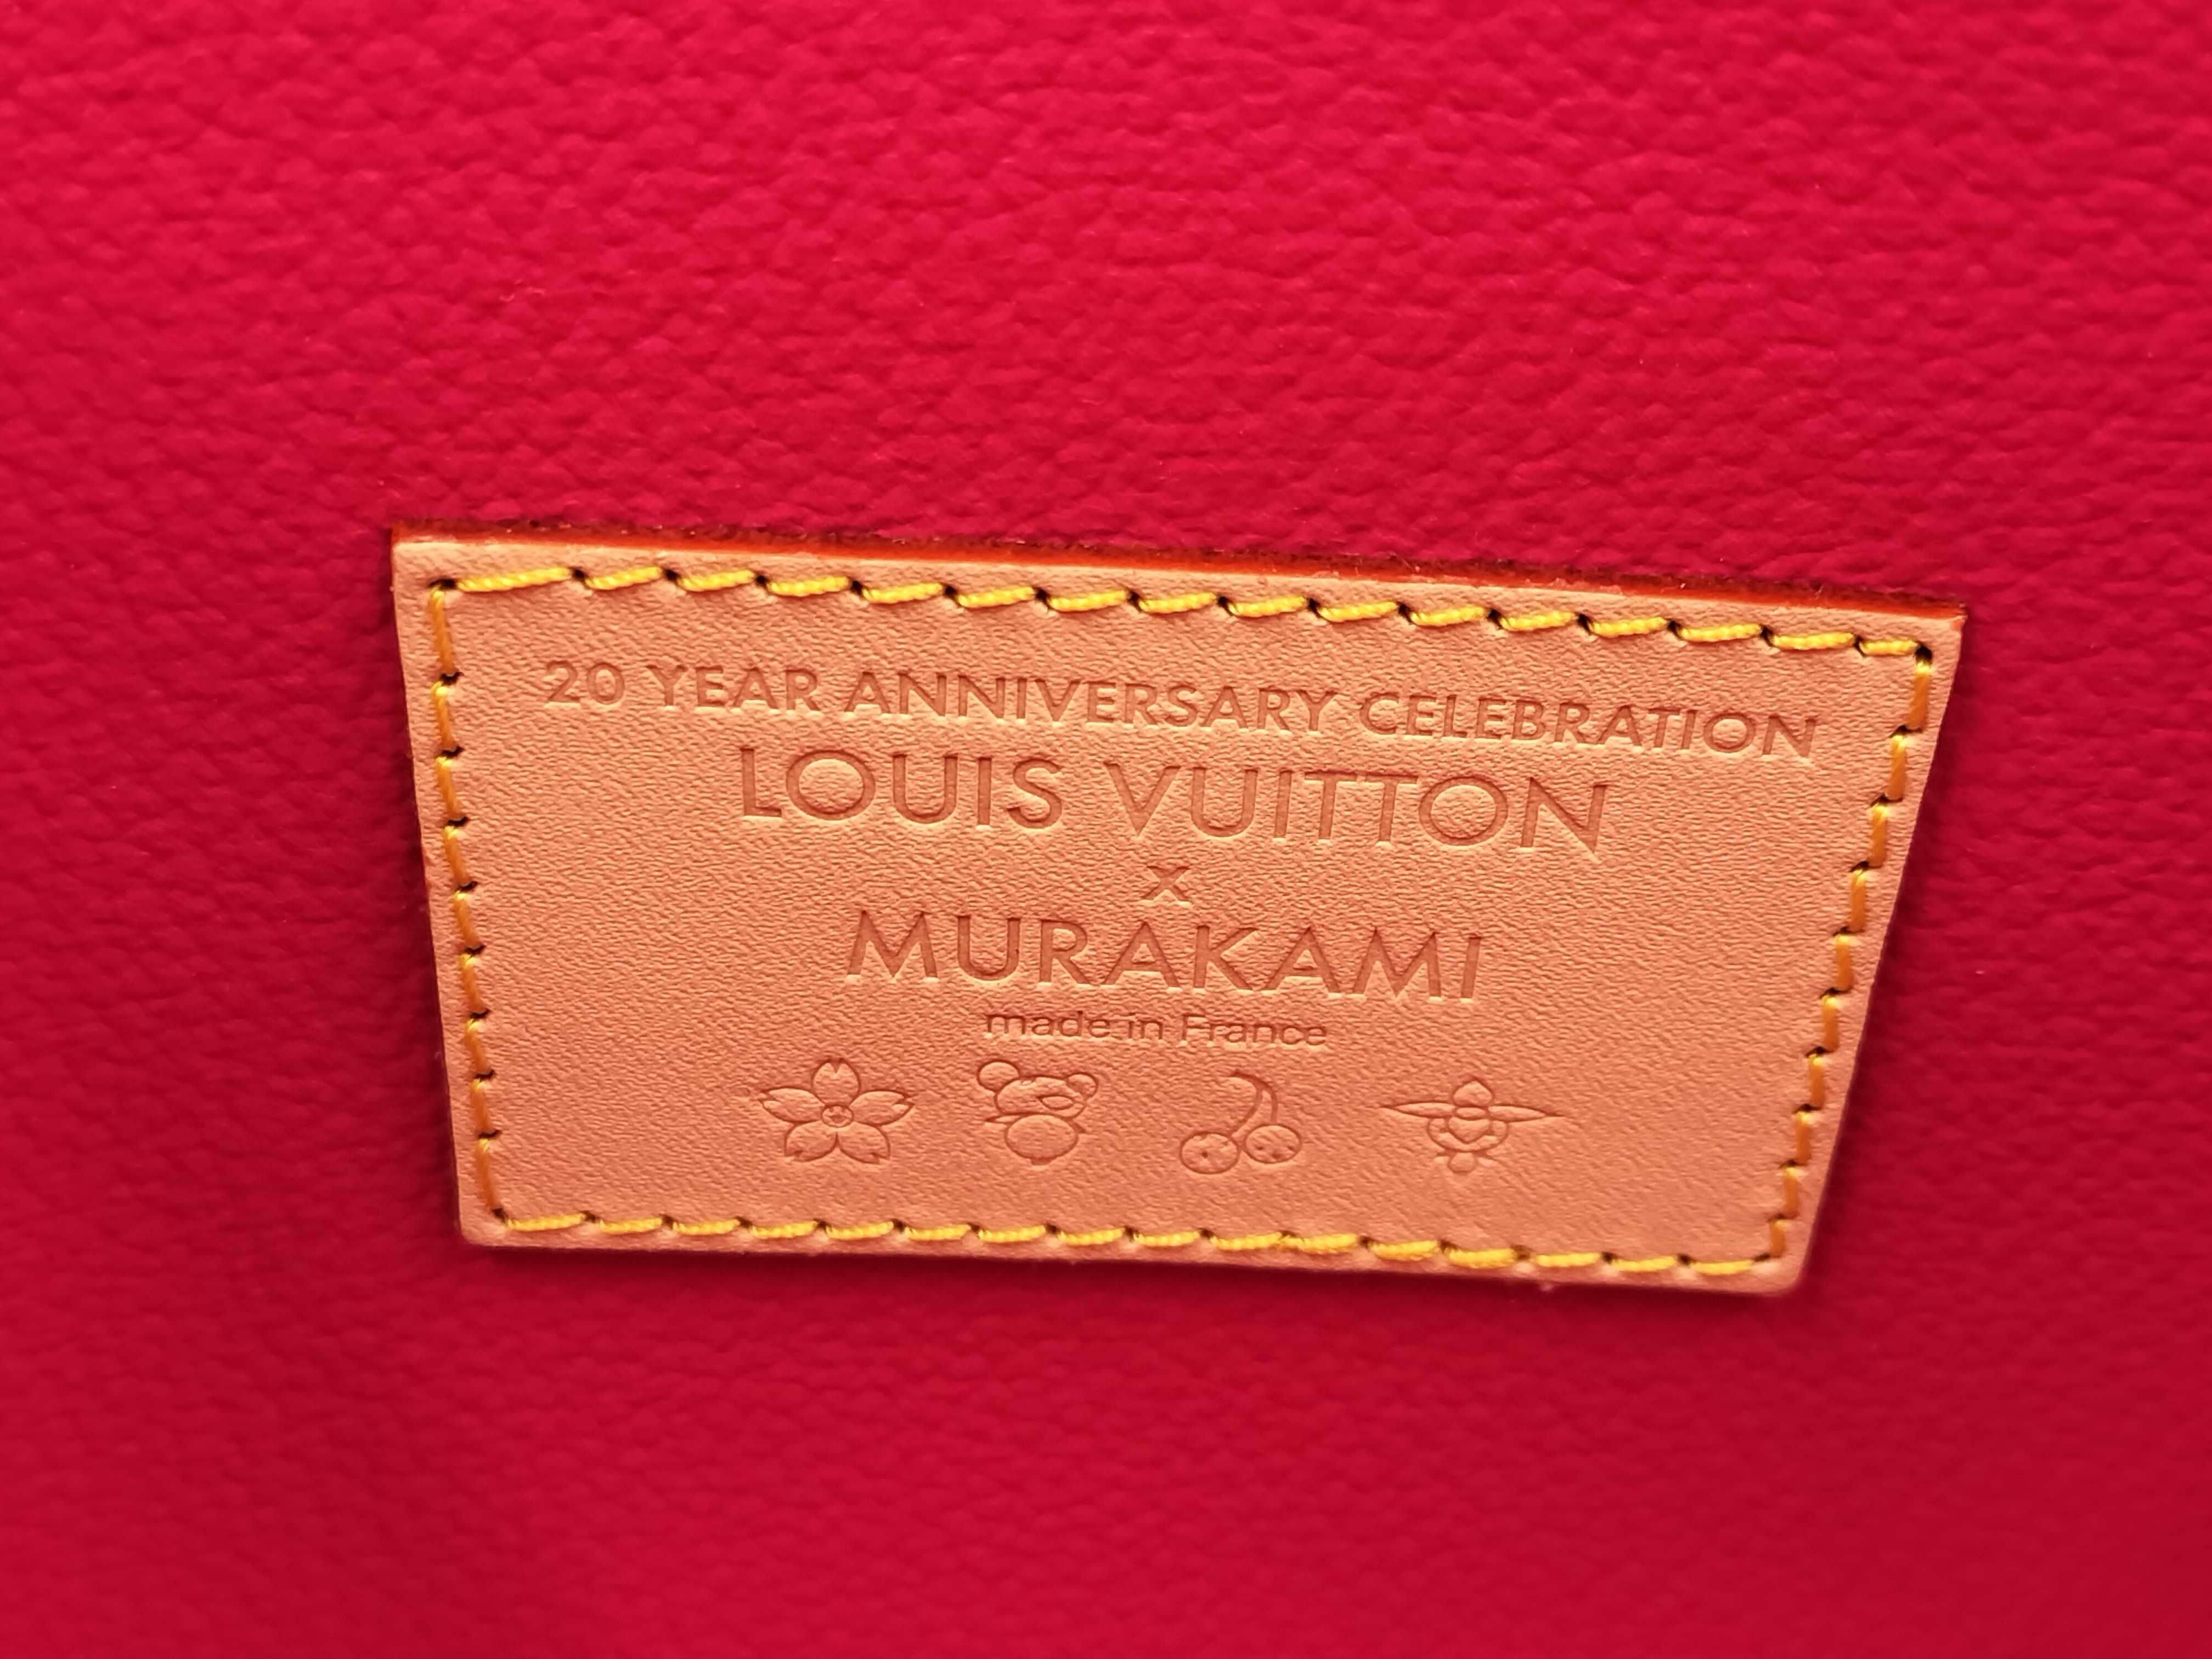 20 YEAR ANNIVERSARY CELEBRATION
LOUIS VUITTON
x
MURAKAMI
made in France